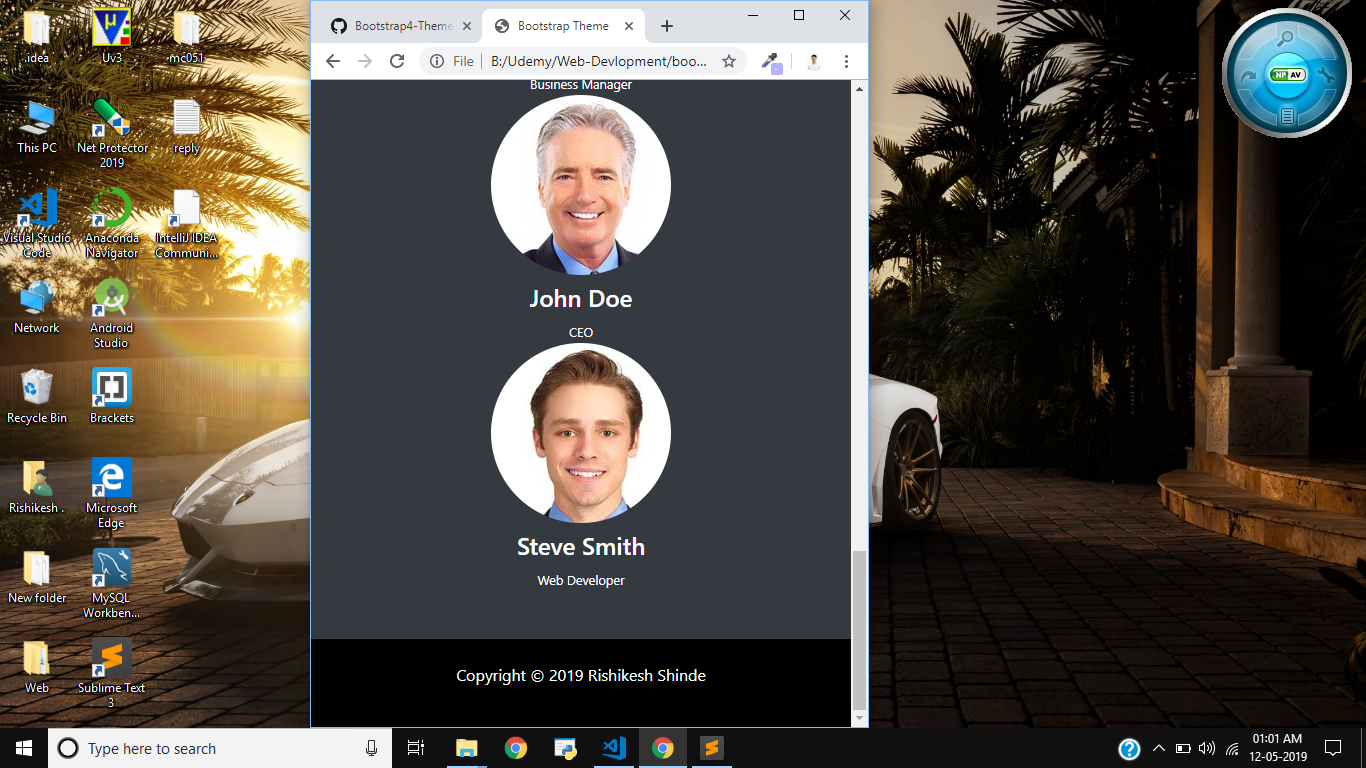 .idea
Uv3
mc051
This PC
Net Protector
2019
reply
Visual Studio
Code
Anaconda
Navigator
IntelliJ IDEA
Communi...
Network
Android
Studio
Recycle Bin
Brackets
Rishikesh .
Microsoft
Edge
New folder
MySQL
Workben...
Web
Sublime Text
3
Bootstrap4-Theme
Bootstrap Theme
File
B:/Udemy/Web-Devlopment/boo...
Business Manager
John Doe
CEO
Steve Smith
Web Developer
Copyright © 2019 Rishikesh Shinde
NP AV
Type here to search
01:01 AM
12-05-2019